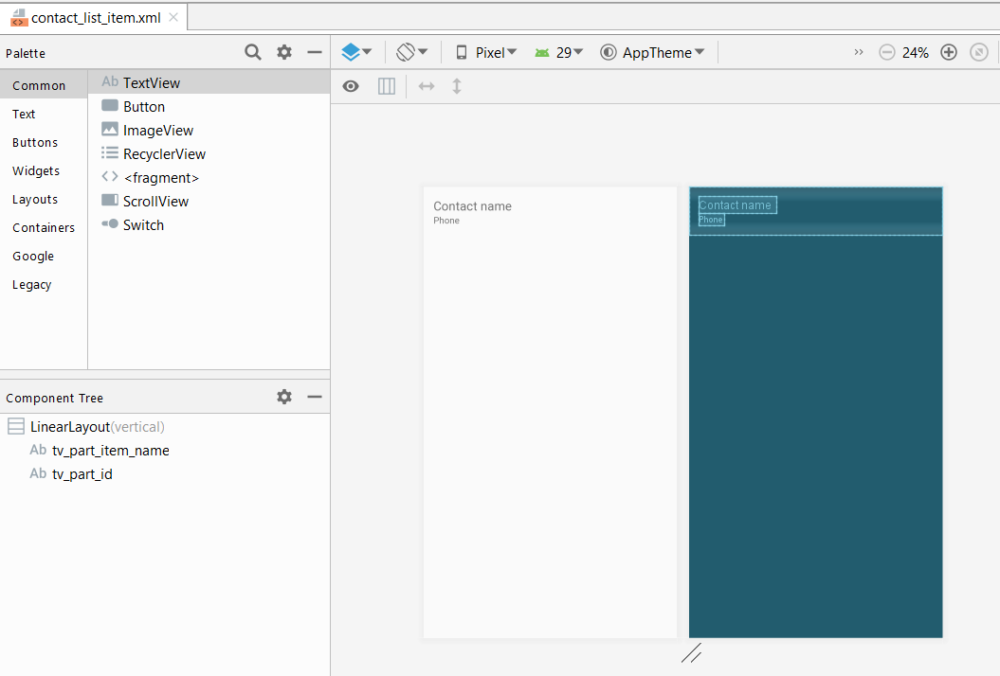 contact_list_item.xml
Palette
Pixel 29 AppTheme 24%
Common
Text
Buttons
Widgets
Layouts
Containers
Google
Legacy
Ab TextView
Button
ImageView
RecyclerView
<fragment>
ScrollView
Switch
Contact name
Phone
Contact name
Phone
Component Tree
LinearLayout(vertical)
Ab tv_part_item_name
Ab tv_part_id